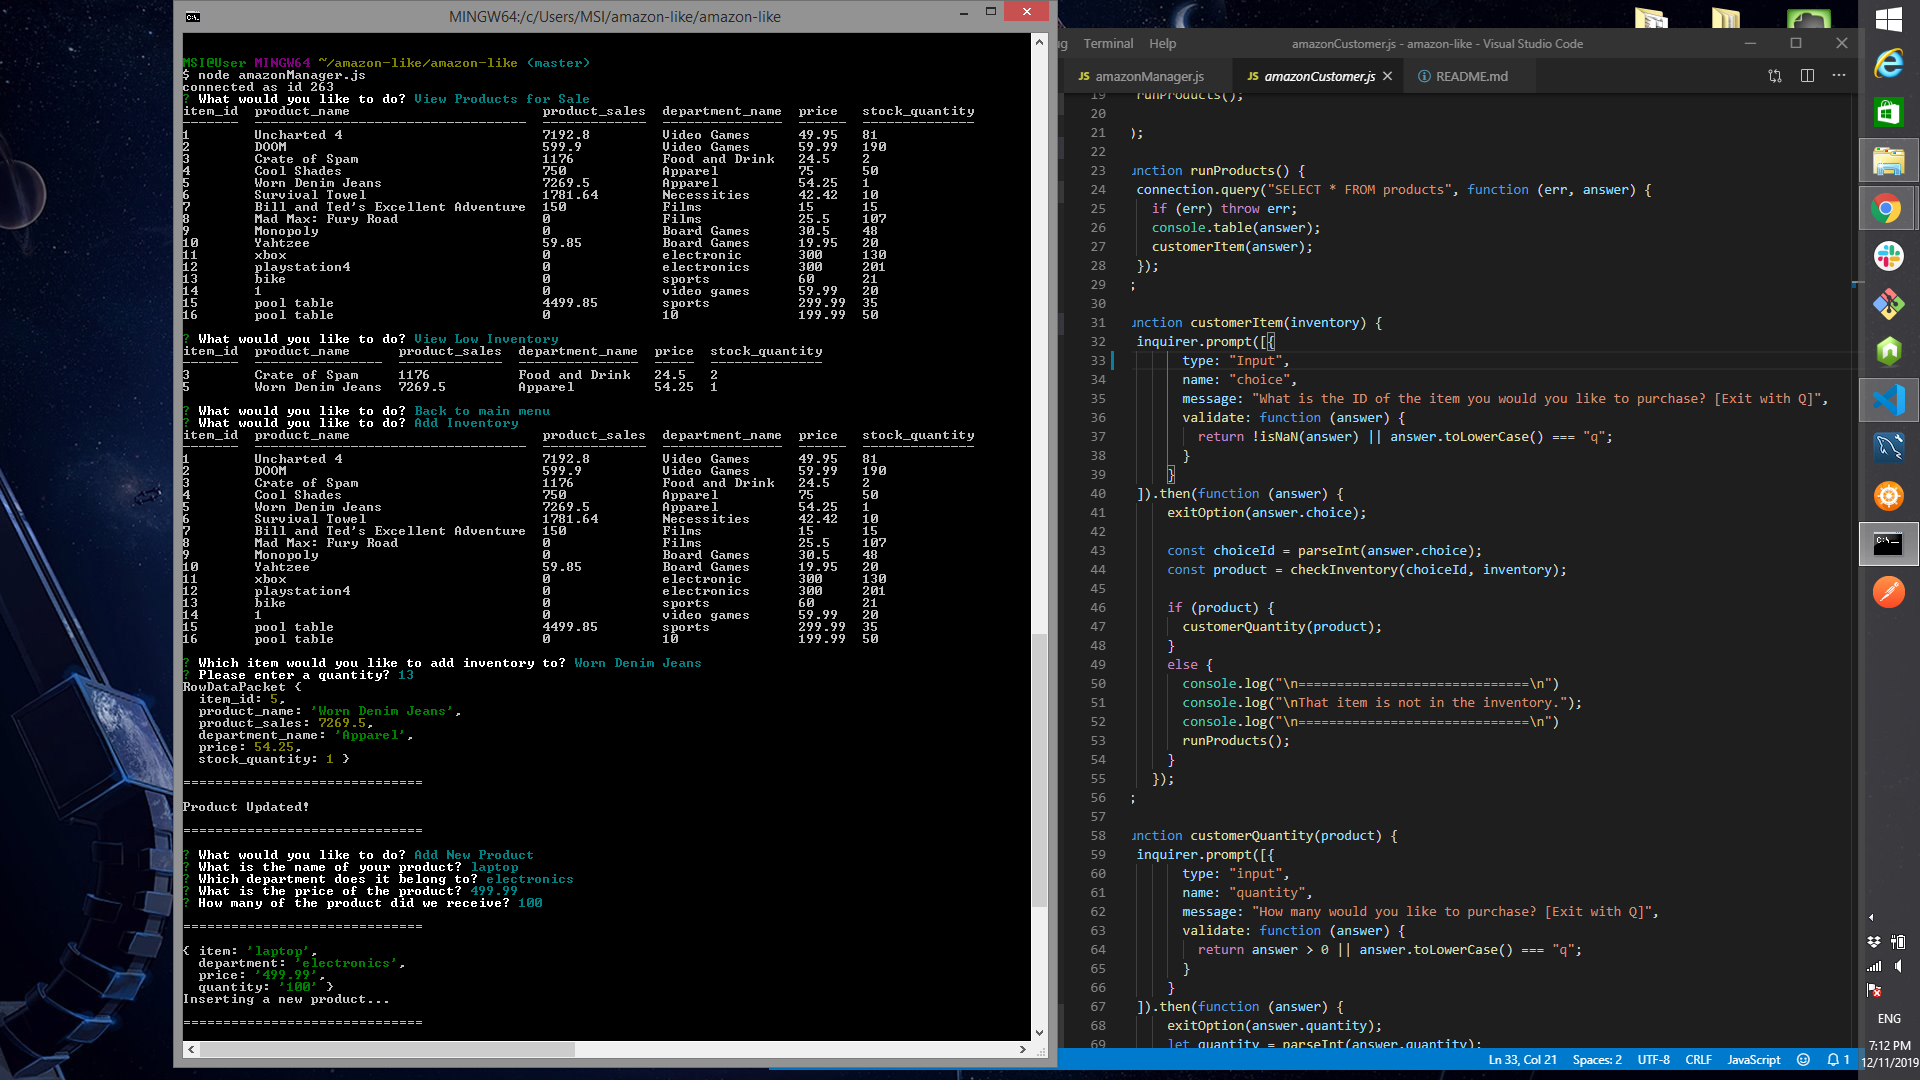 MINGW64:/c/Users/MSI/amazon-like/amazon-like
MSI@User MINGW64 ~/amazon-like/amazon-like (master)
$ node amazonManager.js
connected as id 263
? What would you like to do? View Products for Sale
item_id product_name product_sales department_name price stock_quantity
1 Uncharted 4 7192.8 Video Games 49.95 81
2 DOOM 599.9 Video Games 59.99 190
3 Crate of Spam 1176 Food and Drink 24.5 2
4 Cool Shades 750 Apparel 75 50
5 Worn Denim Jeans 7269.5 Apparel 54.25 1
6 Survival Towel 1781.64 Necessities 42.42 10
7 Bill and Ted's Excellent Adventure 150 Films 15 15
8 Mad Max: Fury Road 0 Films 25.5 107
9 Monopoly 0 Board Games 30.5 48
10 Yahtzee 59.85 Board Games 19.95 20
11 xbox 0 electronic 300 130
12 playstation4 0 electronics 300 201
13 bike 0 sports 60 21
14 1 0 video games 59.99 20
15 pool table 4499.85 sports 299.99 35
16 pool table 0 10 199.99 50
? What would you like to do? View Low Inventory
item_id product_name product_sales department_name price stock_quantity
3 Crate of Spam 1176 Food and Drink 24.5 2
5 Worn Denim Jeans 7269.5 Apparel 54.25 1
? What would you like to do? Back to main menu
? What would you like to do? Add Inventory
item_id product_name product_sales department_name price stock_quantity
1 Uncharted 4 7192.8 Video Games 49.95 81
2 DOOM 599.9 Video Games 59.99 190
3 Crate of Spam 1176 Food and Drink 24.5 2
4 Cool Shades 750 Apparel 75 50
5 Worn Denim Jeans 7269.5 Apparel 54.25 1
6 Survival Towel 1781.64 Necessities 42.42 10
7 Bill and Ted's Excellent Adventure 150 Films 15 15
8 Mad Max: Fury Road 0 Films 25.5 107
9 Monopoly 0 Board Games 30.5 48
10 Yahtzee 59.85 Board Games 19.95 20
11 xbox 0 electronic 300 130
12 playstation4 0 electronics 300 201
13 bike 0 sports 60 21
14 1 0 video games 59.99 20
15 pool table 4499.85 sports 299.99 35
16 pool table 0 10 199.99 50
? Which item would you like to add inventory to? Worn Denim Jeans
? Please enter a quantity? 13
RowDataPacket {
item_id: 5,
product_name: 'Worn Denim Jeans',
product_sales: 7269.5,
department_name: 'Apparel',
price: 54.25,
stock_quantity: 1 }
==============================
Product Updated!
==============================
? What would you like to do? Add New Product
? What is the name of your product? laptop
? Which department does it belong to? electronics
? What is the price of the product? 499.99
? How many of the product did we receive? 100
==============================
{ item: 'laptop',
department: 'electronics',
price: '499.99',
quantity: '100' }
Inserting a new product...
==============================
ug Terminal Help amazonCustomer.js - amazon-like - Visual Studio Code
JS amazonManager.js JS amazonCustomer.js README.md
19 runProducts();
20
21 );
22
23 unction runProducts() {
24 connection.query("SELECT * FROM products", function (err, answer) {
25 if (err) throw err;
26 console.table(answer);
27 customerItem(answer);
28 });
29 ;
30
31 unction customerItem(inventory) {
32 inquirer.prompt([{
33 type: "Input",
34 name: "choice",
35 message: "What is the ID of the item you would you like to purchase? [Exit with Q]",
36 validate: function (answer) {
37 return !isNaN(answer) || answer.toLowerCase() === "q";
38 }
39 }
40 ]).then(function (answer) {
41 exitOption(answer.choice);
42
43 const choiceId = parseInt(answer.choice);
44 const product = checkInventory(choiceId, inventory);
45
46 if (product) {
47 customerQuantity(product);
48 }
49 else {
50 console.log("\n==============================\n")
51 console.log("\nThat item is not in the inventory.");
52 console.log("\n==============================\n")
53 runProducts();
54 }
55 });
56 ;
57
58 unction customerQuantity(product) {
59 inquirer.prompt([{
60 type: "input",
61 name: "quantity",
62 message: "How many would you like to purchase? [Exit with Q]",
63 validate: function (answer) {
64 return answer > 0 || answer.toLowerCase() === "q";
65 }
66 }
67 ]).then(function (answer) {
68 exitOption(answer.quantity);
69 let quantity = parseInt(answer.quantity);
Ln 33, Col 21 Spaces: 2 UTF-8 CRLF JavaScript 1
ENG
7:12 PM
12/11/2019